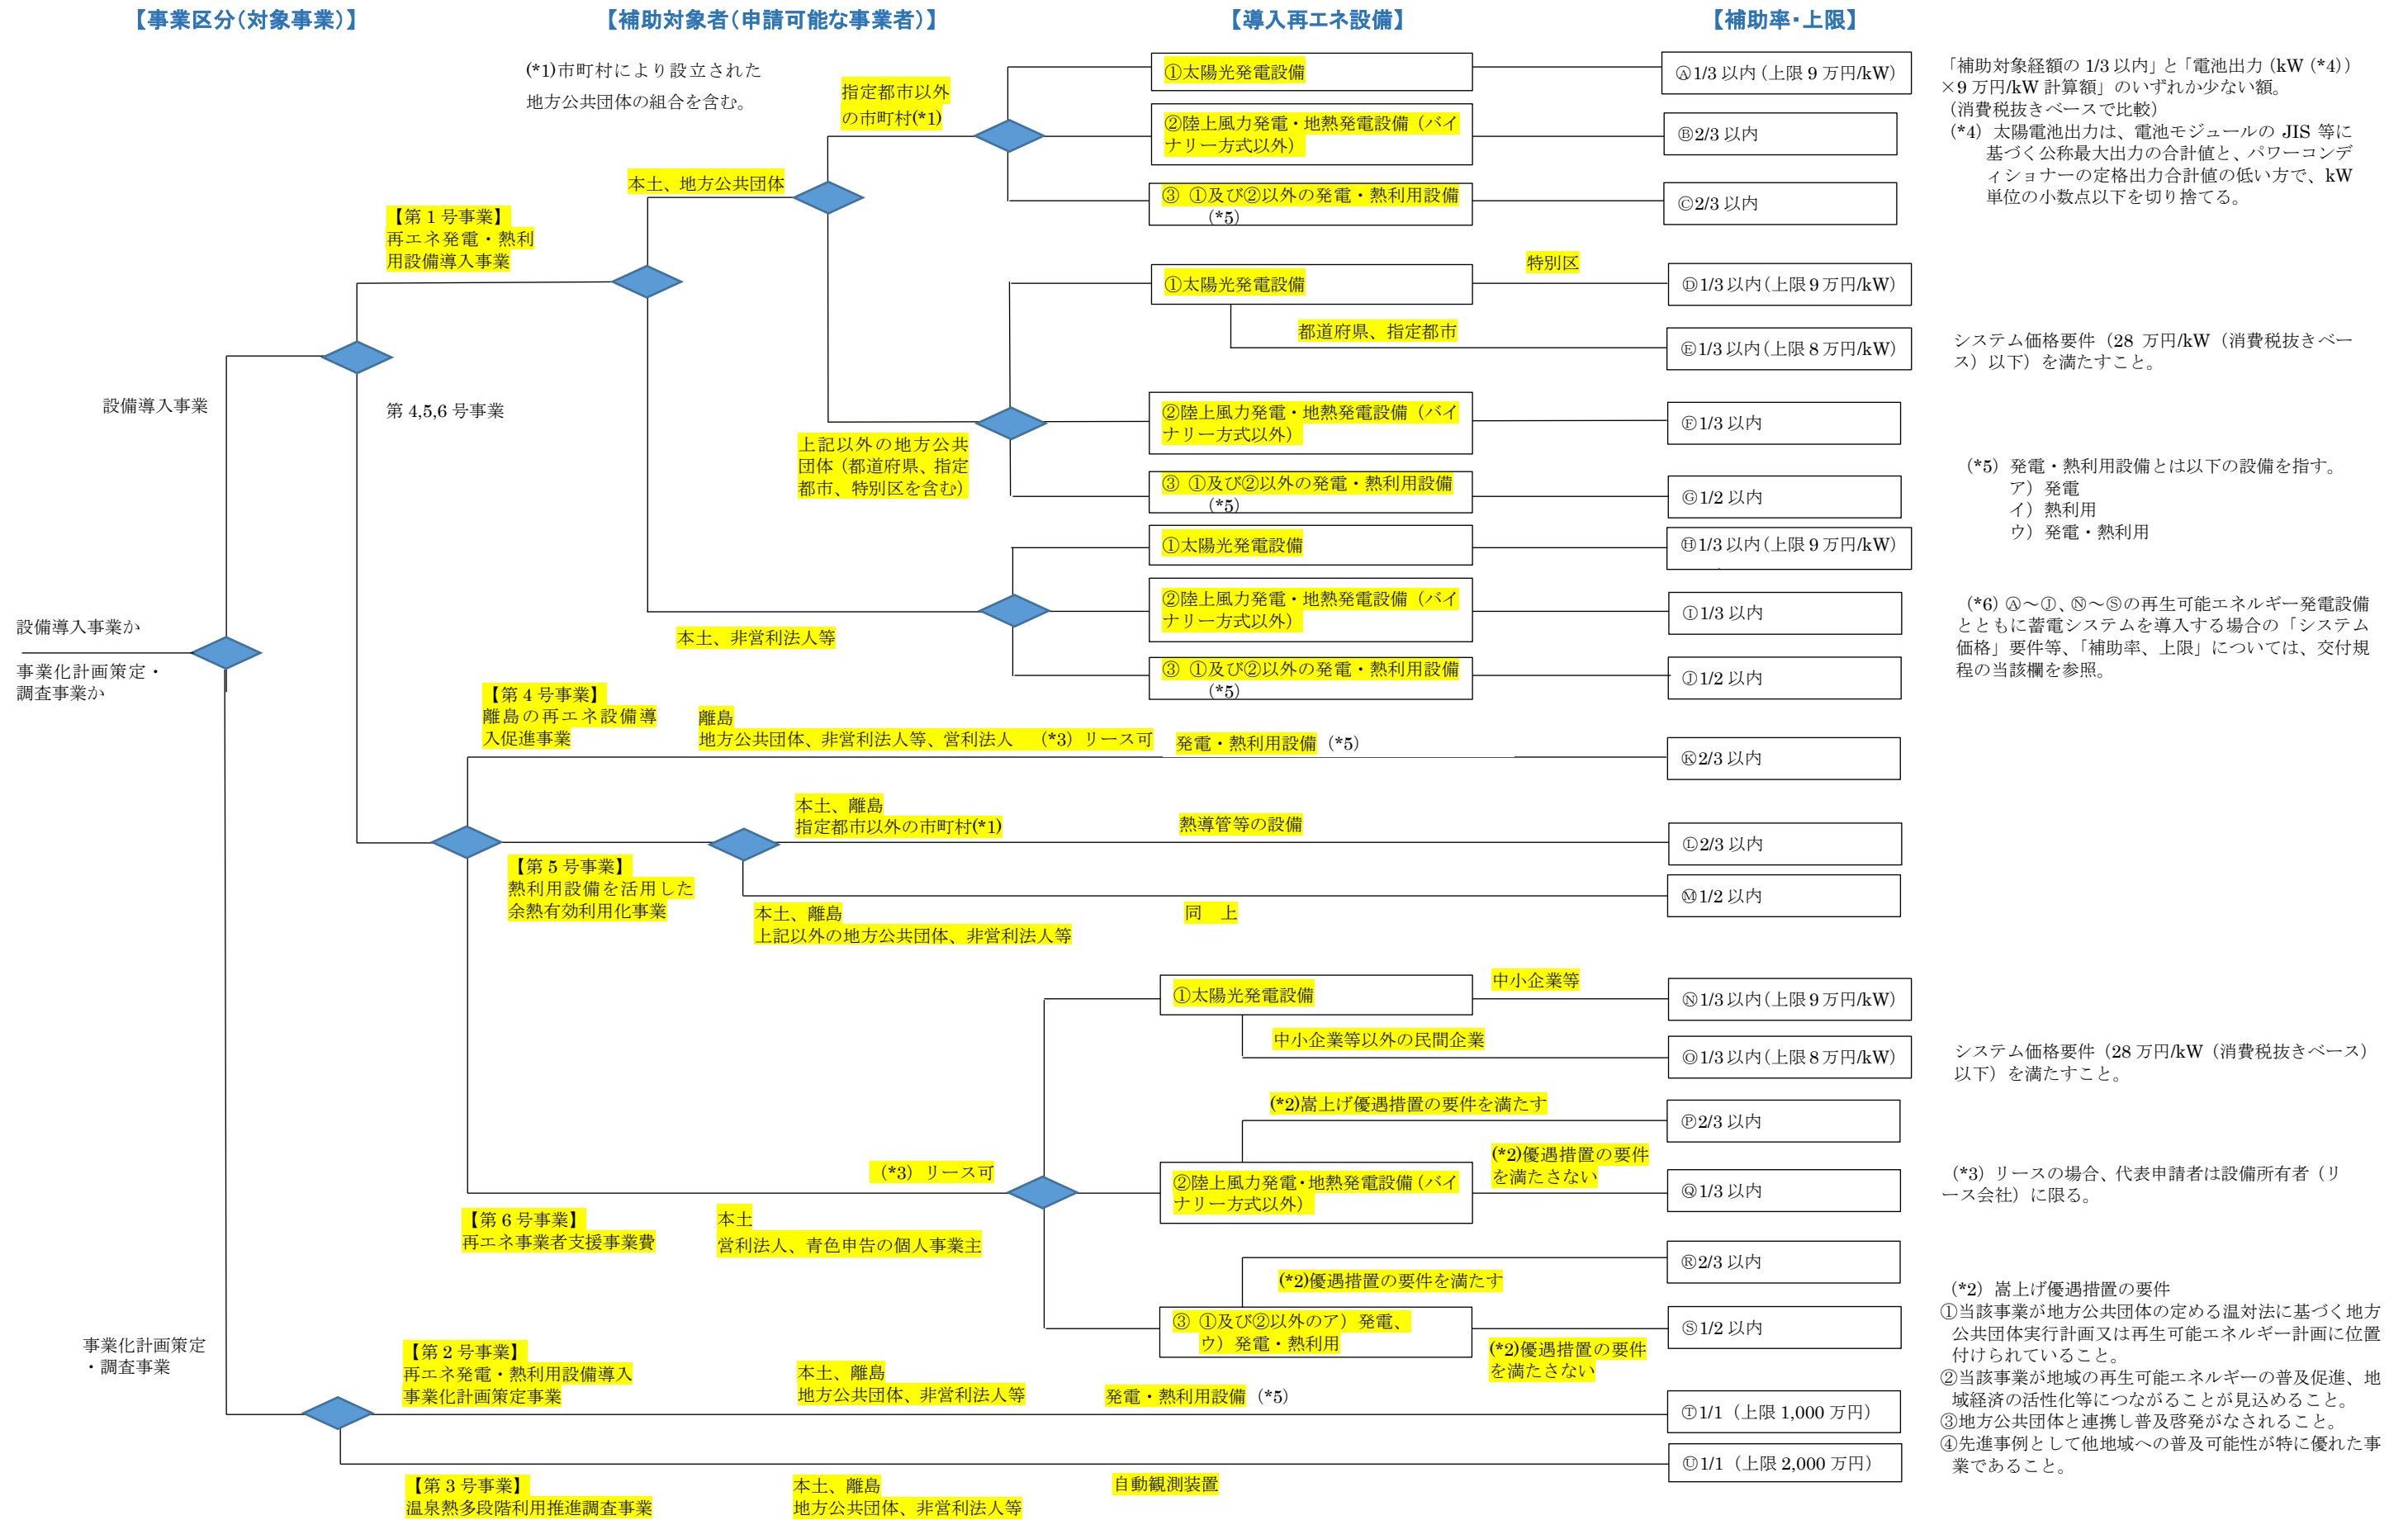 【事業区分（対象事業）】
【補助対象者（申請可能な事業者）】
【導入再エネ設備】
【補助率・上限】
(*1)市町村により設立された
地方公共団体の組合を含む。
指定都市以外
の市町村(*1)
①太陽光発電設備
Ⓐ1/3 以内（上限 9 万円/kW）
「補助対象経額の 1/3 以内」と「電池出力（kW（*4））
×9 万円/kW 計算額」のいずれか少ない額。
（消費税抜きベースで比較）
（*4）太陽電池出力は、電池モジュールの JIS 等に
基づく公称最大出力の合計値と、パワーコンデ
ィショナーの定格出力合計値の低い方で、kW
単位の小数点以下を切り捨てる。
②陸上風力発電・地熱発電設備（バイ
ナリー方式以外）
Ⓑ2/3 以内
本土、地方公共団体
③ ①及び②以外の発電・熱利用設備
（*5）
Ⓒ2/3 以内
【第 1 号事業】
再エネ発電・熱利
用設備導入事業
①太陽光発電設備
特別区
Ⓓ1/3 以内（上限 9 万円/kW）
都道府県、指定都市
Ⓔ1/3 以内（上限 8 万円/kW）
システム価格要件（28 万円/kW（消費税抜きベー
ス）以下）を満たすこと。
設備導入事業
第 4,5,6 号事業
②陸上風力発電・地熱発電設備（バイ
ナリー方式以外）
Ⓕ1/3 以内
上記以外の地方公共
団体（都道府県、指定
都市、特別区を含む）
③ ①及び②以外の発電・熱利用設備
（*5）
Ⓖ1/2 以内
（*5）発電・熱利用設備とは以下の設備を指す。
ア）発電
イ）熱利用
ウ）発電・熱利用
①太陽光発電設備
Ⓗ1/3 以内（上限 9 万円/kW）
②陸上風力発電・地熱発電設備（バイ
ナリー方式以外）
Ⓘ1/3 以内
（*6）Ⓐ～Ⓙ、Ⓝ～Ⓢの再生可能エネルギー発電設備
とともに蓄電システムを導入する場合の「システム
価格」要件等、「補助率、上限」については、交付規
程の当該欄を参照。
設備導入事業か
事業化計画策定・
調査事業か
本土、非営利法人等
③ ①及び②以外の発電・熱利用設備
（*5）
Ⓙ1/2 以内
【第 4 号事業】
離島の再エネ設備導
入促進事業
離島
地方公共団体、非営利法人等、営利法人 （*3）リース可
発電・熱利用設備（*5）
Ⓚ2/3 以内
本土、離島
指定都市以外の市町村(*1)
熱導管等の設備
Ⓛ2/3 以内
【第 5 号事業】
熱利用設備を活用した
余熱有効利用化事業
本土、離島
上記以外の地方公共団体、非営利法人等
同 上
Ⓜ1/2 以内
①太陽光発電設備
中小企業等
Ⓝ1/3 以内（上限 9 万円/kW）
中小企業等以外の民間企業
Ⓞ1/3 以内（上限 8 万円/kW）
システム価格要件（28 万円/kW（消費税抜きベース）
以下）を満たすこと。
(*2)嵩上げ優遇措置の要件を満たす
Ⓟ2/3 以内
（*3）リース可
②陸上風力発電・地熱発電設備（バイ
ナリー方式以外）
(*2)優遇措置の要件
を満たさない
Ⓠ1/3 以内
（*3）リースの場合、代表申請者は設備所有者（リ
ース会社）に限る。
【第 6 号事業】
再エネ事業者支援事業費
本土
営利法人、青色申告の個人事業主
(*2)優遇措置の要件を満たす
Ⓡ2/3 以内
③ ①及び②以外のア）発電、
ウ）発電・熱利用
(*2)優遇措置の要件
を満たさない
Ⓢ1/2 以内
（*2）嵩上げ優遇措置の要件
①当該事業が地方公共団体の定める温対法に基づく地方
公共団体実行計画又は再生可能エネルギー計画に位置
付けられていること。
②当該事業が地域の再生可能エネルギーの普及促進、地
域経済の活性化等につながることが見込めること。
③地方公共団体と連携し普及啓発がなされること。
④先進事例として他地域への普及可能性が特に優れた事
業であること。
事業化計画策定
・調査事業
【第 2 号事業】
再エネ発電・熱利用設備導入
事業化計画策定事業
本土、離島
地方公共団体、非営利法人等
発電・熱利用設備（*5）
Ⓣ1/1（上限 1,000 万円）
【第 3 号事業】
温泉熱多段階利用推進調査事業
本土、離島
地方公共団体、非営利法人等
自動観測装置
Ⓤ1/1（上限 2,000 万円）